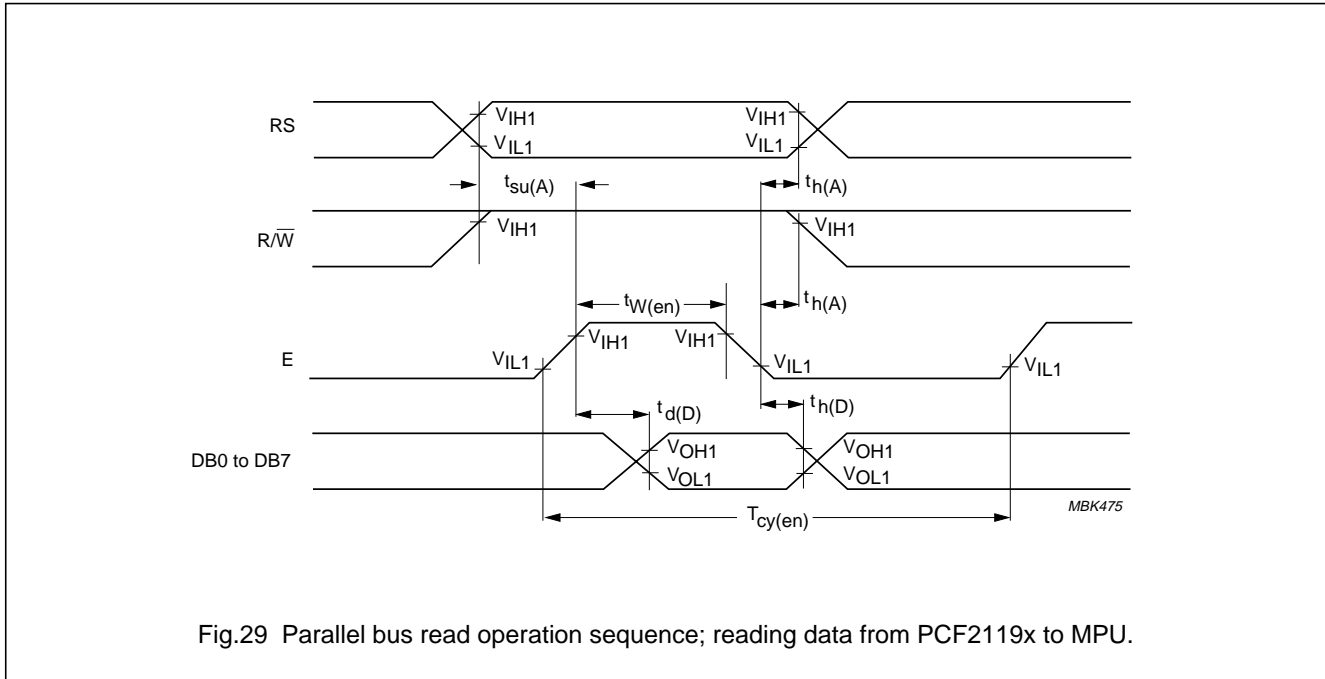 RS
VIH1
VIL1
VIH1
VIL1
tsu(A)
th(A)
R/W̅
VIH1
VIH1
tW(en)
th(A)
E
VIL1
VIH1
VIH1
VIL1
VIL1
td(D)
th(D)
DB0 to DB7
VOH1
VOL1
VOH1
VOL1
MBK475
Tcy(en)
Fig.29 Parallel bus read operation sequence; reading data from PCF2119x to MPU.